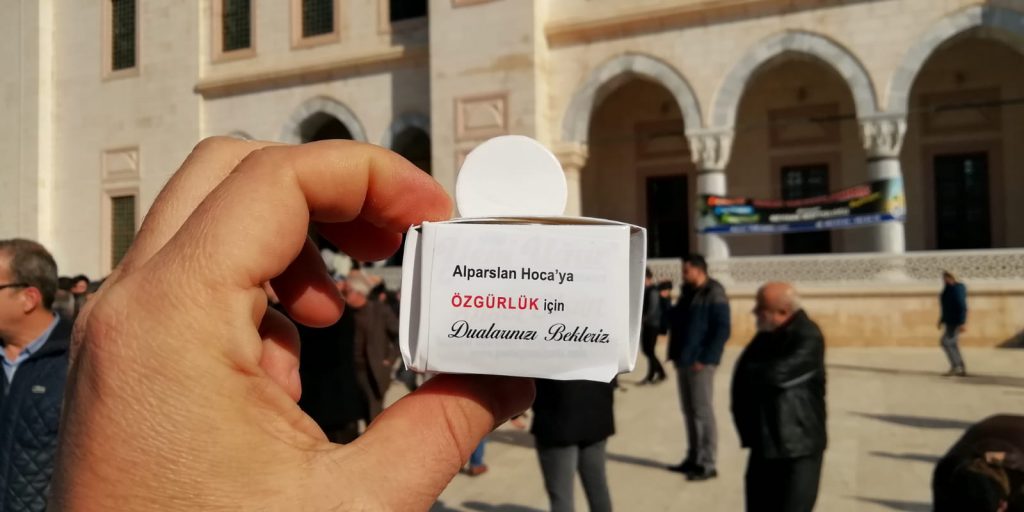 Alparslan Hoca'ya
ÖZGÜRLÜK için
Dualarınızı Bekleriz.